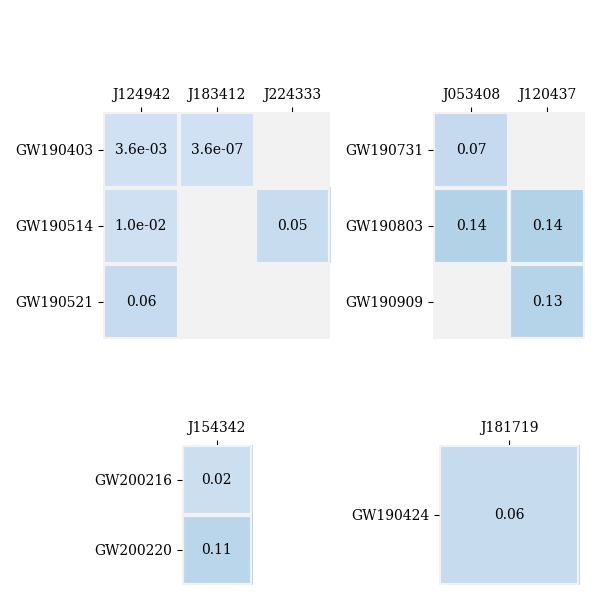 J124942 J183412 J224333
GW190403 3.6e-03 3.6e-07
GW190514 1.0e-02 0.05
GW190521 0.06
J053408 J120437
GW190731 0.07
GW190803 0.14 0.14
GW190909 0.13
J154342
GW200216 0.02
GW200220 0.11
J181719
GW190424 0.06